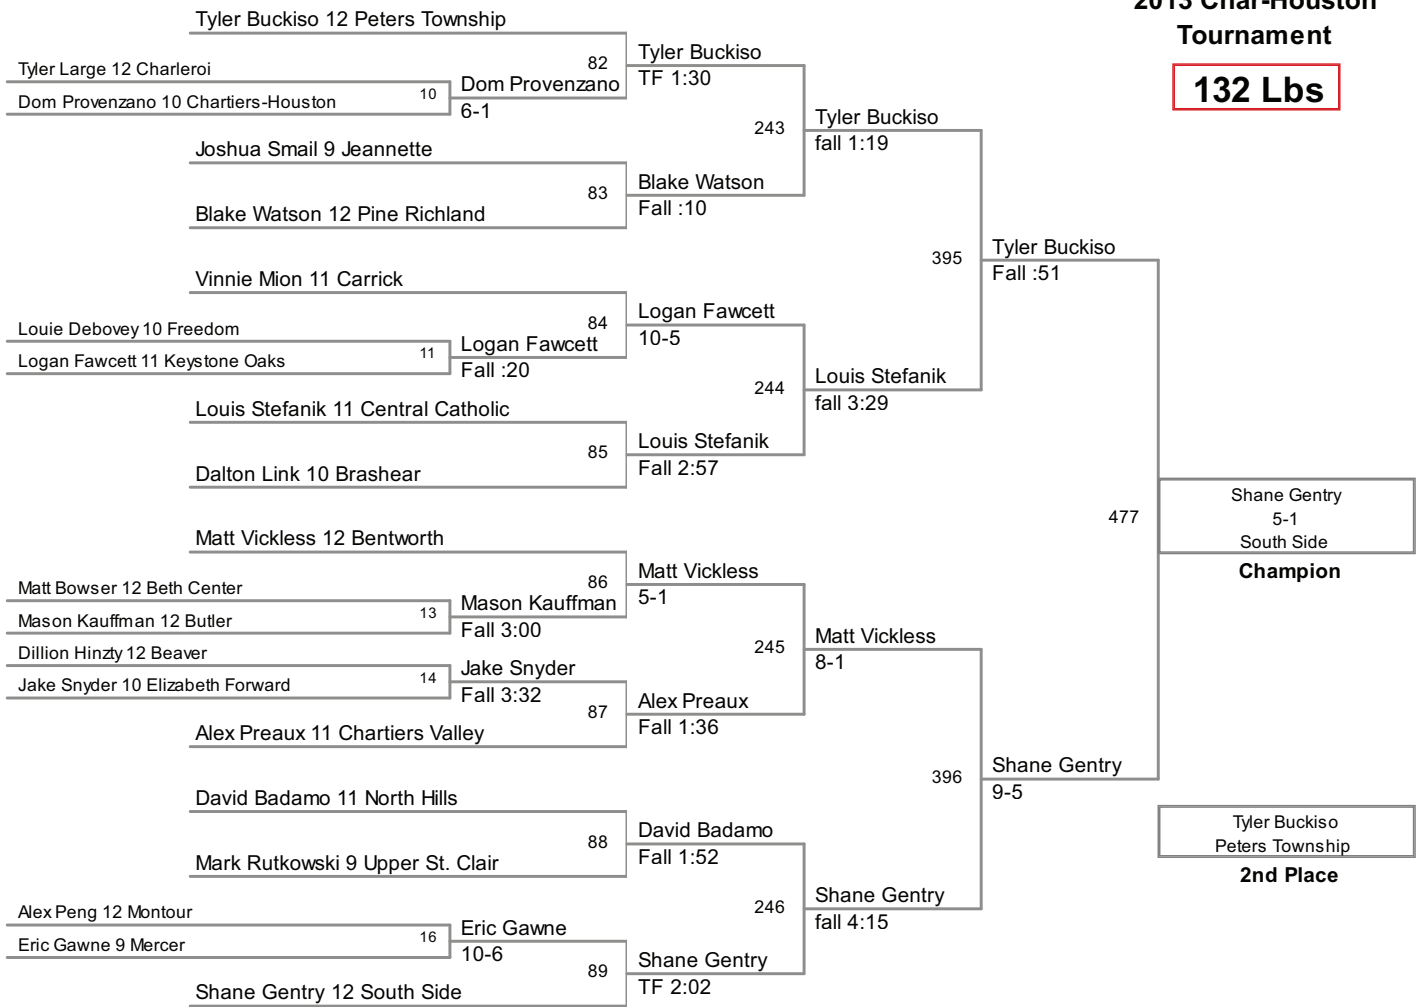 2013 Char-Houston
Tournament
132 Lbs
Tyler Buckiso 12 Peters Township
Tyler Large 12 Charleroi
Dom Provenzano 10 Chartiers-Houston
10
Dom Provenzano
6-1
82
Tyler Buckiso
TF 1:30
Joshua Smail 9 Jeannette
Blake Watson 12 Pine Richland
83
Blake Watson
Fall :10
243
Tyler Buckiso
fall 1:19
Vinnie Mion 11 Carrick
Louie Debovey 10 Freedom
Logan Fawcett 11 Keystone Oaks
11
Logan Fawcett
Fall :20
84
Logan Fawcett
10-5
Louis Stefanik 11 Central Catholic
Dalton Link 10 Brashear
85
Louis Stefanik
Fall 2:57
244
Louis Stefanik
fall 3:29
395
Tyler Buckiso
Fall :51
Matt Vickless 12 Bentworth
Matt Bowser 12 Beth Center
Mason Kauffman 12 Butler
13
Mason Kauffman
Fall 3:00
86
Matt Vickless
5-1
Dillion Hinzty 12 Beaver
Jake Snyder 10 Elizabeth Forward
14
Jake Snyder
Fall 3:32
Alex Preaux 11 Chartiers Valley
87
Alex Preaux
Fall 1:36
245
Matt Vickless
8-1
David Badamo 11 North Hills
Mark Rutkowski 9 Upper St. Clair
88
David Badamo
Fall 1:52
Alex Peng 12 Montour
Eric Gawne 9 Mercer
16
Eric Gawne
10-6
Shane Gentry 12 South Side
89
Shane Gentry
TF 2:02
246
Shane Gentry
fall 4:15
396
Shane Gentry
9-5
477
Shane Gentry
5-1
South Side
Champion
Tyler Buckiso
Peters Township
2nd Place